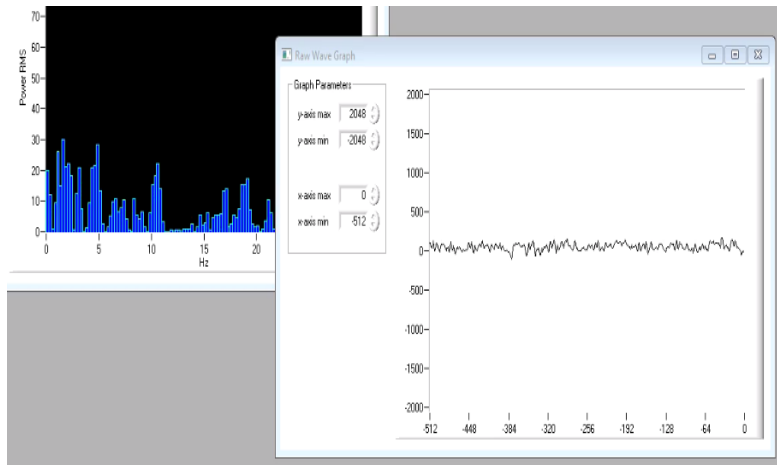 70
60
50
40
30
20
10
0
Power RMS
0 5 10 15 20
Hz
Raw Wave Graph
Graph Parameters
y-axis max 2048
y-axis min -2048
x-axis max 0
x-axis min -512
2000
1500
1000
500
0
-500
-1000
-1500
-2000
-512 -448 -384 -320 -256 -192 -128 -64 0